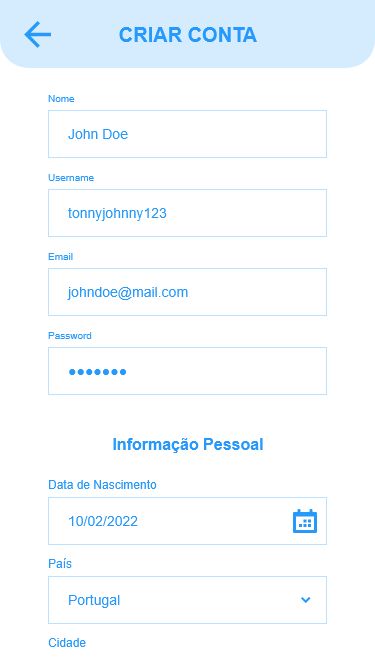 CRIAR CONTA
Nome
John Doe
Username
tonnyjohnny123
Email
johndoe@mail.com
Password
●●●●●●●
Informação Pessoal
Data de Nascimento
10/02/2022
País
Portugal
Cidade